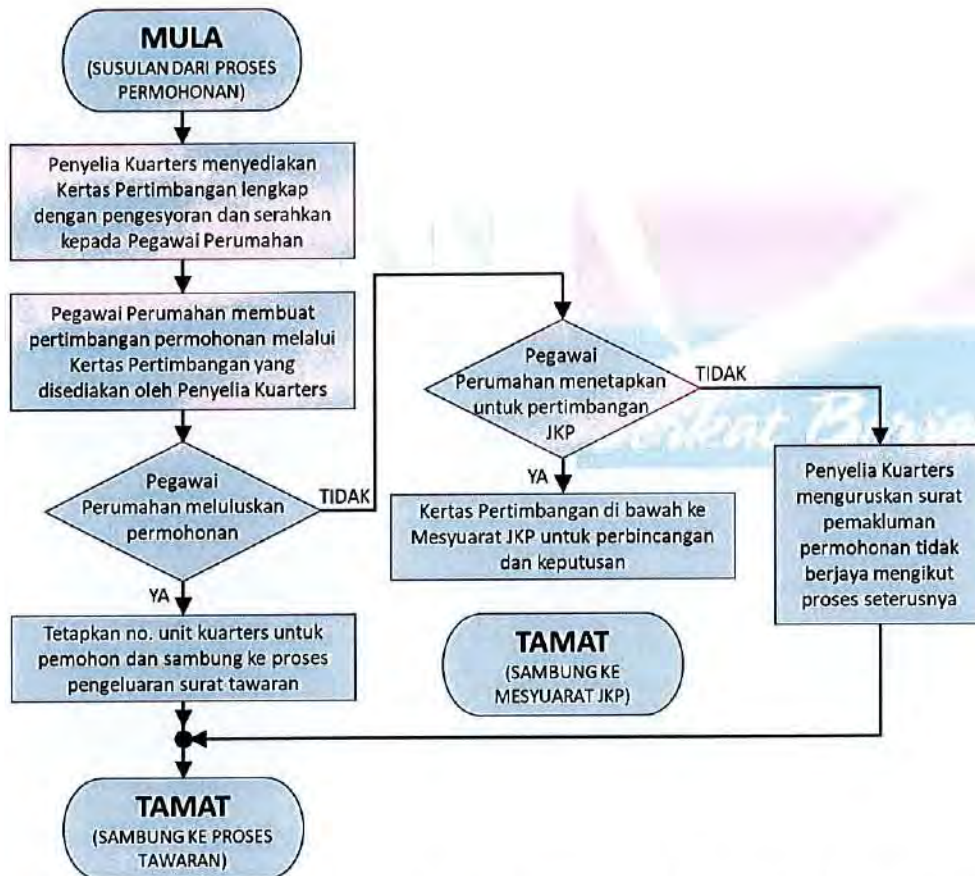 MULA
(SUSULAN DARI PROSES
PERMOHONAN)
Penyelia Kuarters menyediakan
Kertas Pertimbangan lengkap
dengan pengesyoran dan serahkan
kepada Pegawai Perumahan
Pegawai Perumahan membuat
pertimbangan permohonan melalui
Kertas Pertimbangan yang
disediakan oleh Penyelia Kuarters
Pegawai
Perumahan meluluskan
permohonan
TIDAK
YA
Tetapkan no. unit kuarters untuk
pemohon dan sambung ke proses
pengeluaran surat tawaran
Pegawai
Perumahan menetapkan
untuk pertimbangan
JKP
TIDAK
YA
Kertas Pertimbangan di bawah ke
Mesyuarat JKP untuk perbincangan
dan keputusan
Penyelia Kuarters
menguruskan surat
pemakluman
permohonan tidak
berjaya mengikut
proses seterusnya
TAMAT
(SAMBUNG KE
MESYUARAT JKP)
TAMAT
(SAMBUNG KE PROSES
TAWARAN)